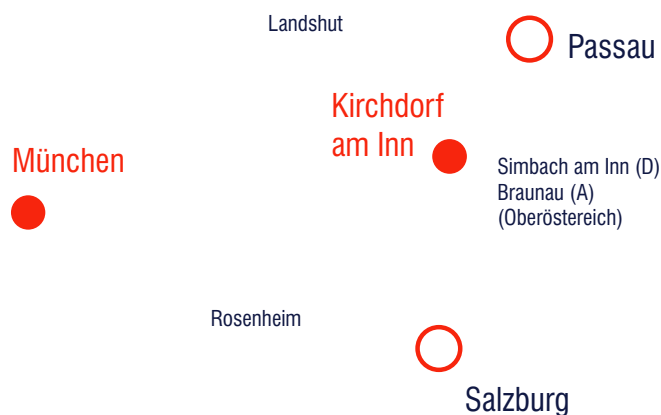 Landshut
Passau
Kirchdorf
am Inn
München
Simbach am Inn (D)
Braunau (A)
(Oberöstereich)
Rosenheim
Salzburg